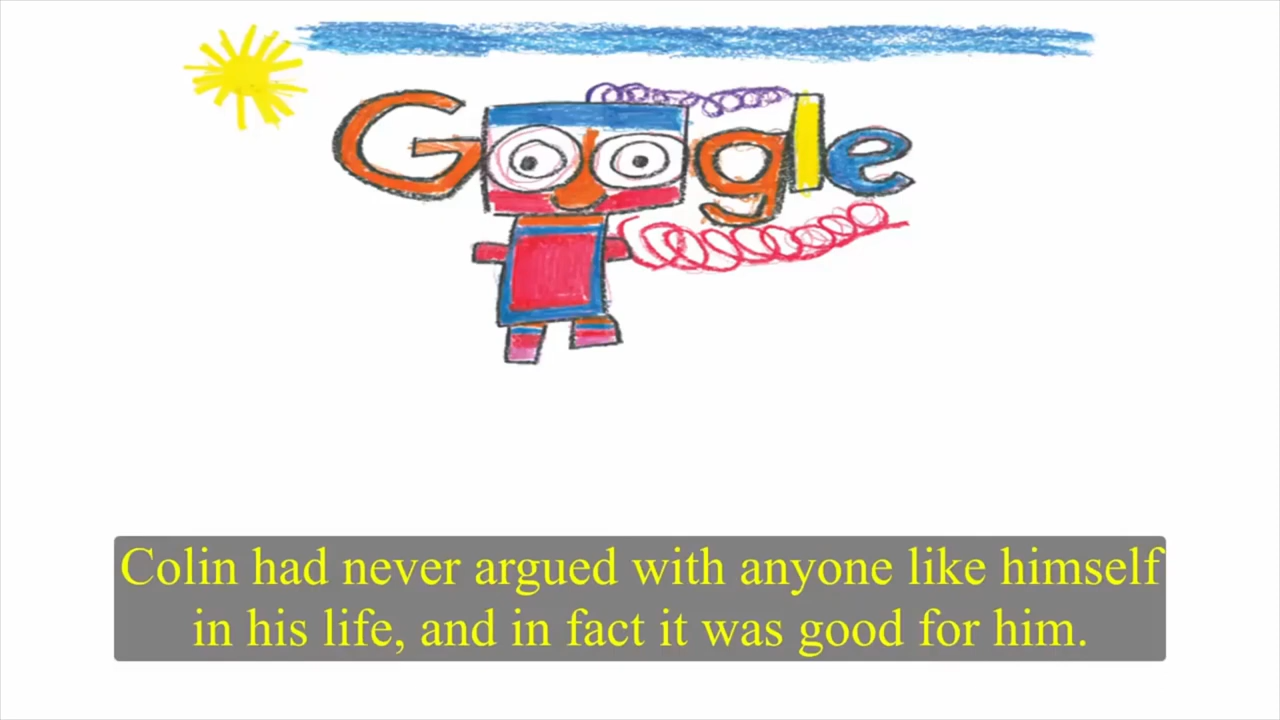 Google
Colin had never argued with anyone like himself
in his life, and in fact it was good for him.